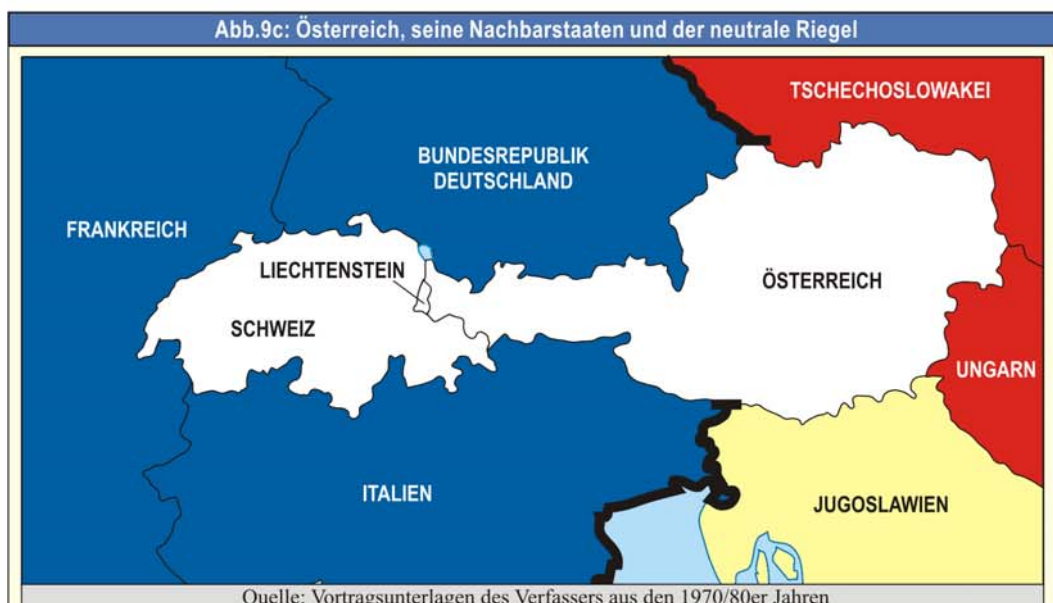 Abb.9c: Österreich, seine Nachbarstaaten und der neutrale Riegel
TSCHECHOSLOWAKEI
BUNDESREPUBLIK
DEUTSCHLAND
FRANKREICH
LIECHTENSTEIN
ÖSTERREICH
SCHWEIZ
UNGARN
ITALIEN
JUGOSLAWIEN
Quelle: Vortragsunterlagen des Verfassers aus den 1970/80er Jahren